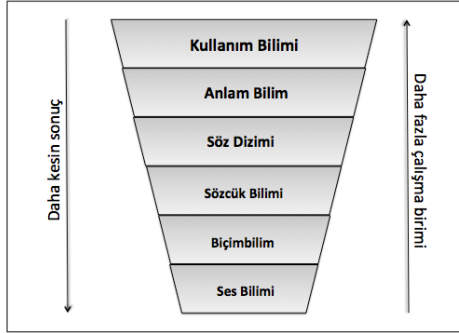 Kullanım Bilimi
Anlam Bilim
Söz Dizimi
Sözcük Bilimi
Biçimbilim
Ses Bilimi
Daha kesin sonuç
Daha fazla çalışma birimi